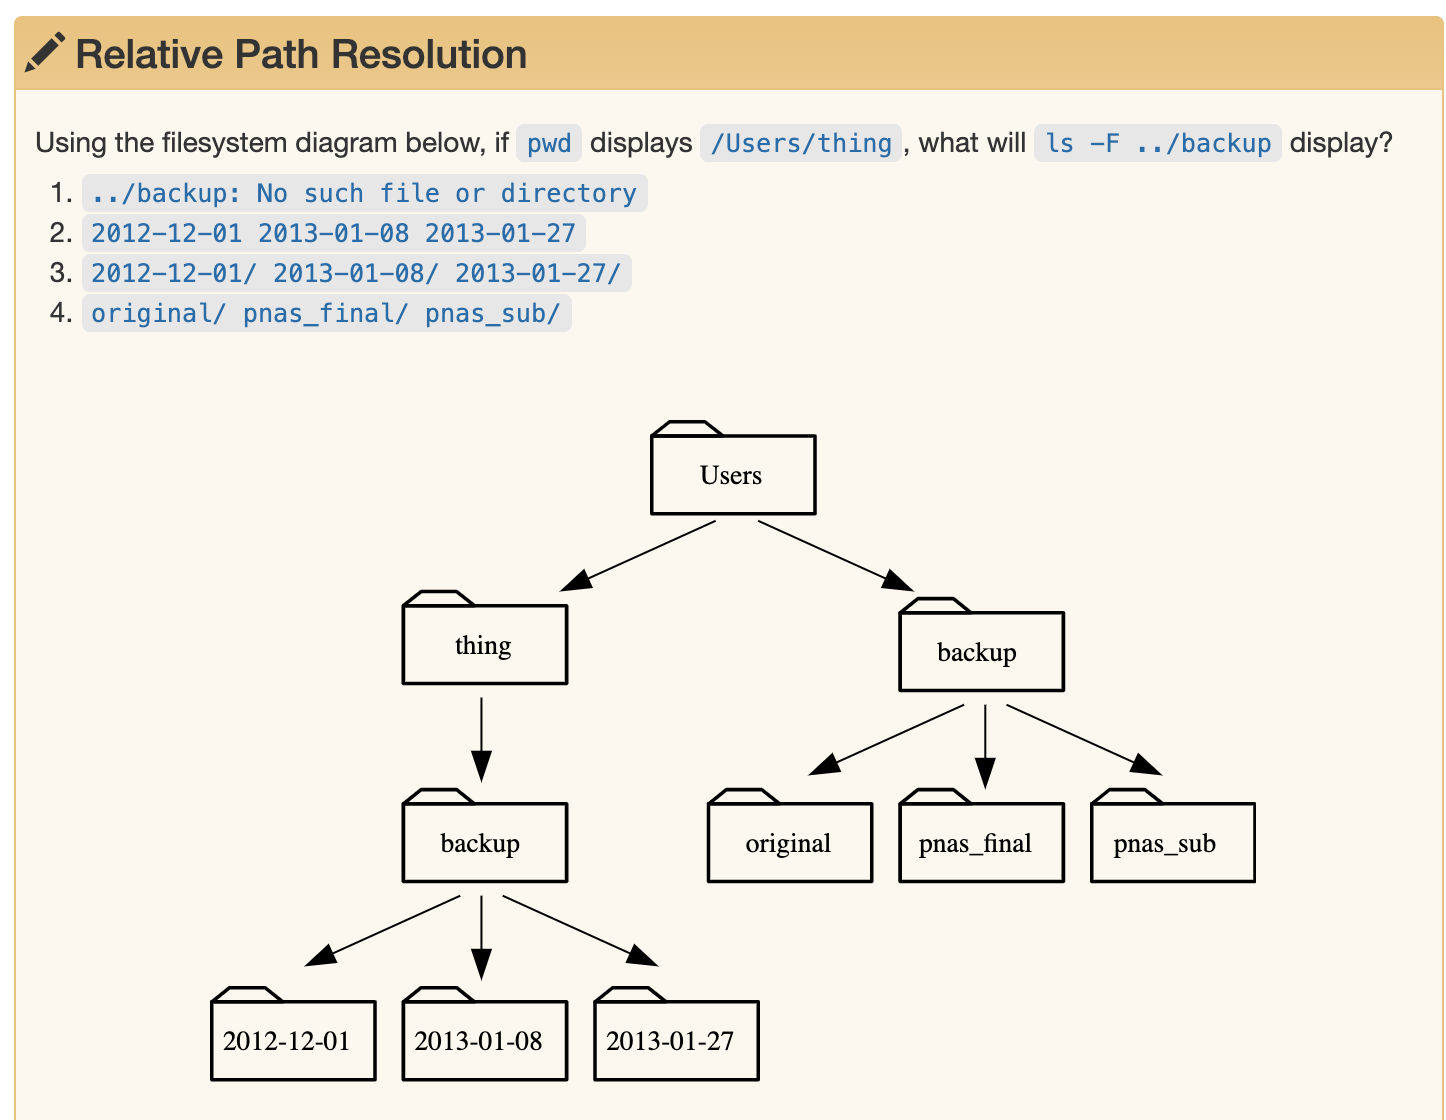 Relative Path Resolution
Using the filesystem diagram below, if pwd displays /Users/thing, what will ls -F ../backup display?
1. ../backup: No such file or directory
2. 2012-12-01 2013-01-08 2013-01-27
3. 2012-12-01/ 2013-01-08/ 2013-01-27/
4. original/ pnas_final/ pnas_sub/
Users
thing
backup
backup
original
pnas_final
pnas_sub
2012-12-01
2013-01-08
2013-01-27